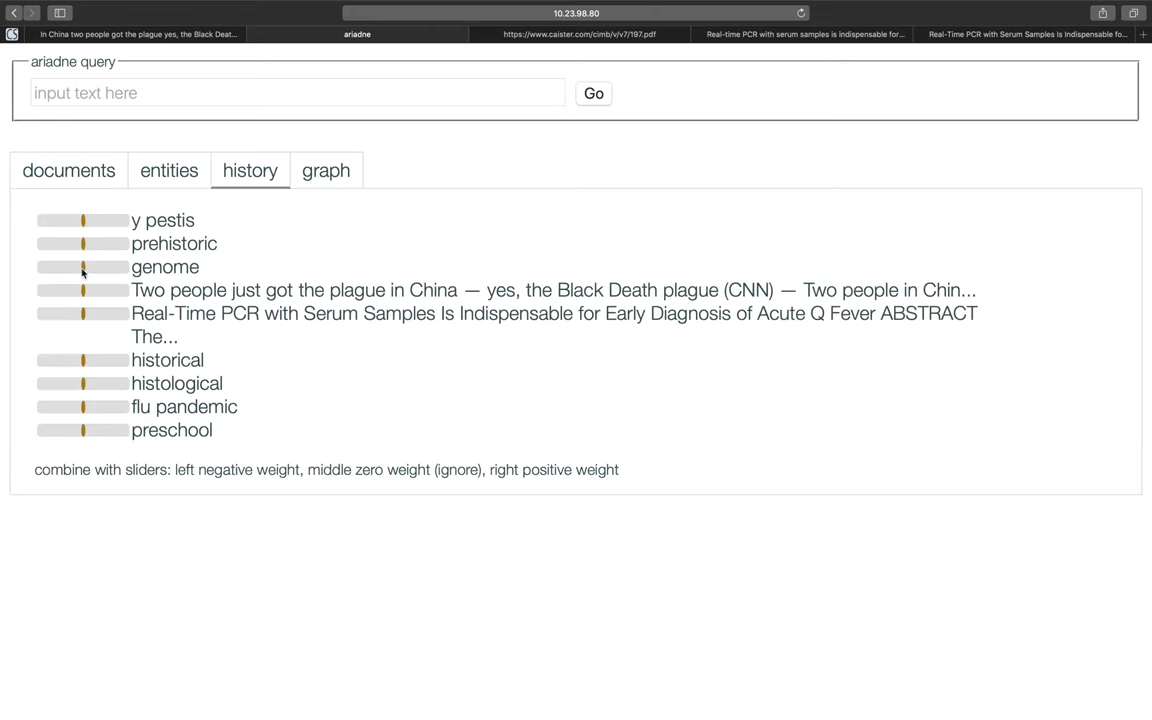 10.23.98.80
In China two people got the plague yes, the Black Deat...
ariadne
https://www.caister.com/cimb/v/v7/197.pdf
Real-time PCR with serum samples is indispensable for...
Real-Time PCR with Serum Samples Is Indispensable fo...
ariadne query
input text here
Go
documents
entities
history
graph
y pestis
prehistoric
genome
Two people just got the plague in China — yes, the Black Death plague (CNN) — Two people in Chin...
Real-Time PCR with Serum Samples Is Indispensable for Early Diagnosis of Acute Q Fever ABSTRACT
The...
historical
histological
flu pandemic
preschool
combine with sliders: left negative weight, middle zero weight (ignore), right positive weight